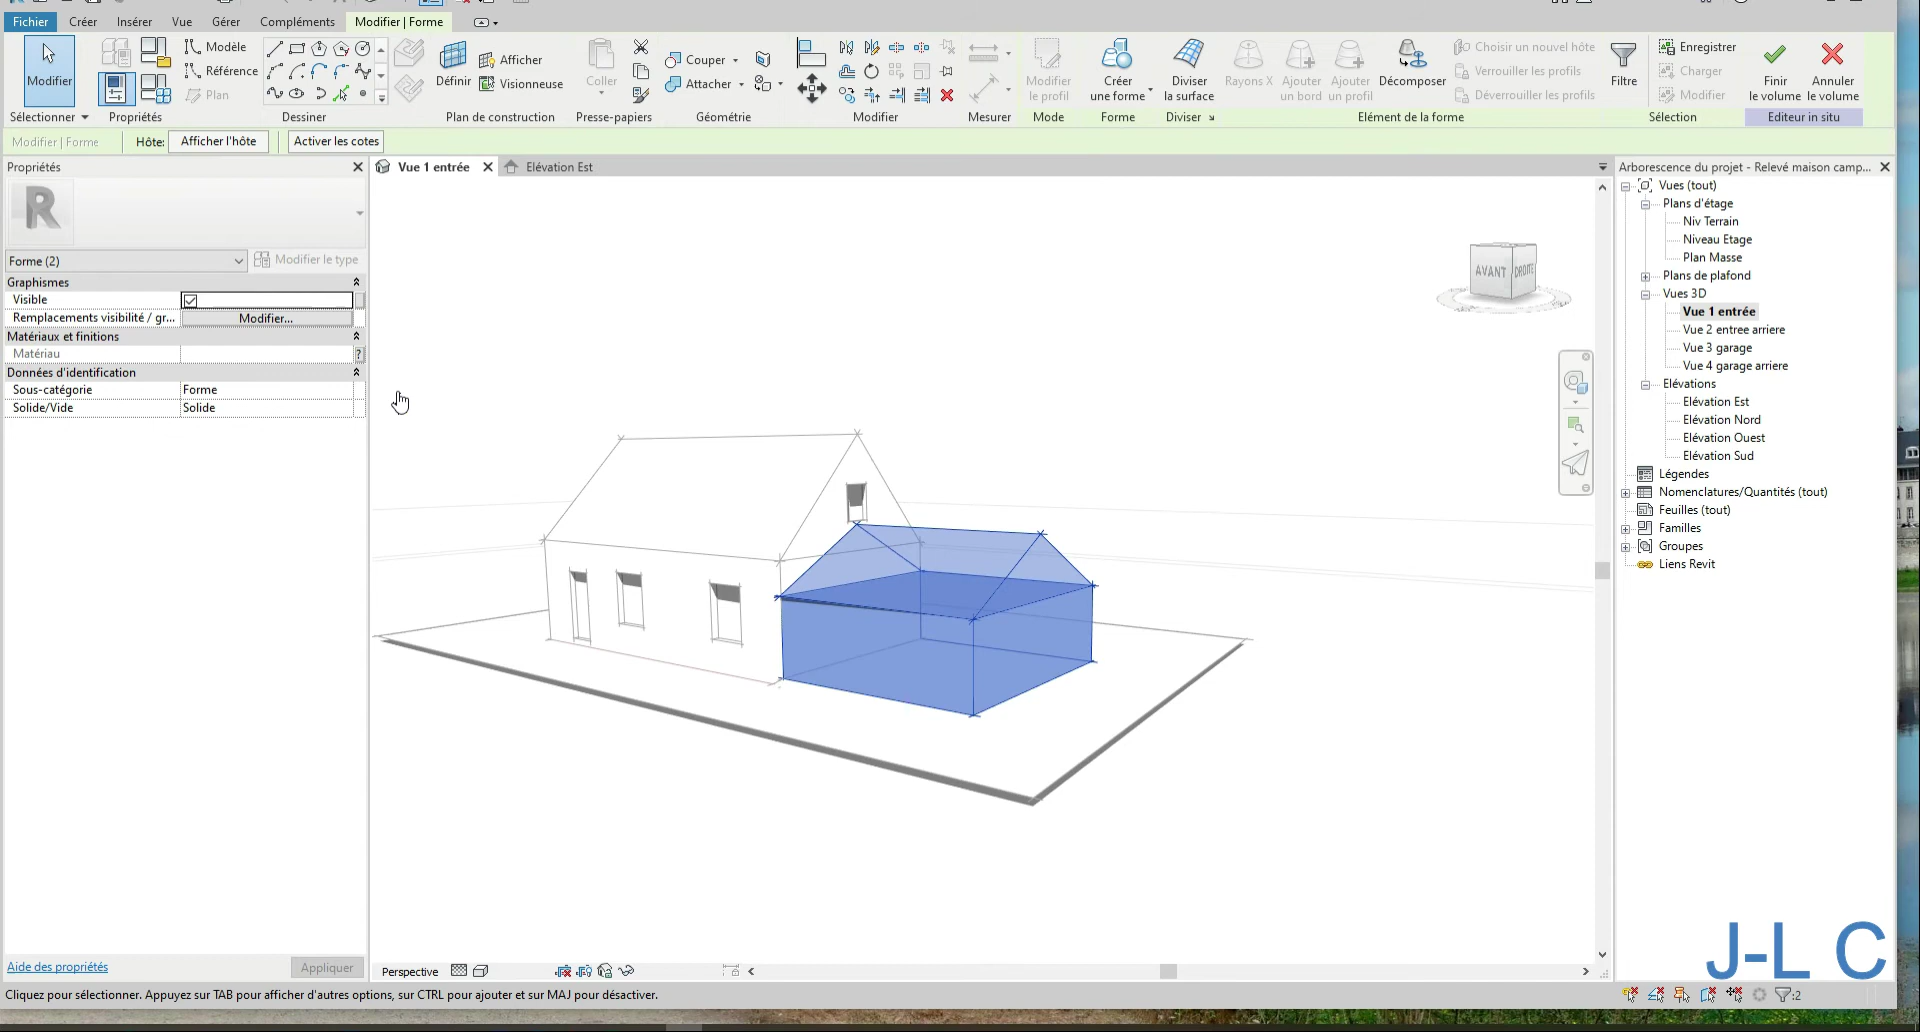 Fichier Créer Insérer Vue Gérer Compléments Modifier | Forme
Modifier
Sélectionner
Propriétés
Modèle
Référence
Plan
Dessiner
Définir
Afficher
Visionneuse
Plan de construction
Coller
Presse-papiers
Couper
Attacher
Géométrie
Modifier
Mesurer
Modifier
le profil
Mode
Créer
une forme
Forme
Diviser
la surface
Diviser
Rayons X
Ajouter
un bord
Ajouter
un profil
Décomposer
Choisir un nouvel hôte
Verrouiller les profils
Déverrouiller les profils
Elément de la forme
Filtre
Enregistrer
Charger
Modifier
Sélection
Finir
le volume
Annuler
le volume
Editeur in situ
Modifier | Forme Hôte: Afficher l'hôte Activer les cotes
Propriétés
R
Forme (2) Modifier le type
Graphismes
Visible
Remplacements visibilité / gr... Modifier...
Matériaux et finitions
Matériau ?
Données d'identification
Sous-catégorie Forme
Solide/Vide Solide
Aide des propriétés Appliquer
Vue 1 entrée Elévation Est
AVANT DROITE
Perspective
Arborescence du projet - Relevé maison camp...
Vues (tout)
Plans d'étage
Niv Terrain
Niveau Etage
Plan Masse
Plans de plafond
Vues 3D
Vue 1 entrée
Vue 2 entree arriere
Vue 3 garage
Vue 4 garage arriere
Elévations
Elévation Est
Elévation Nord
Elévation Ouest
Elévation Sud
Légendes
Nomenclatures/Quantités (tout)
Feuilles (tout)
Familles
Groupes
Liens Revit
J-L C
Cliquez pour sélectionner. Appuyez sur TAB pour afficher d'autres options, sur CTRL pour ajouter et sur MAJ pour désactiver.
:2